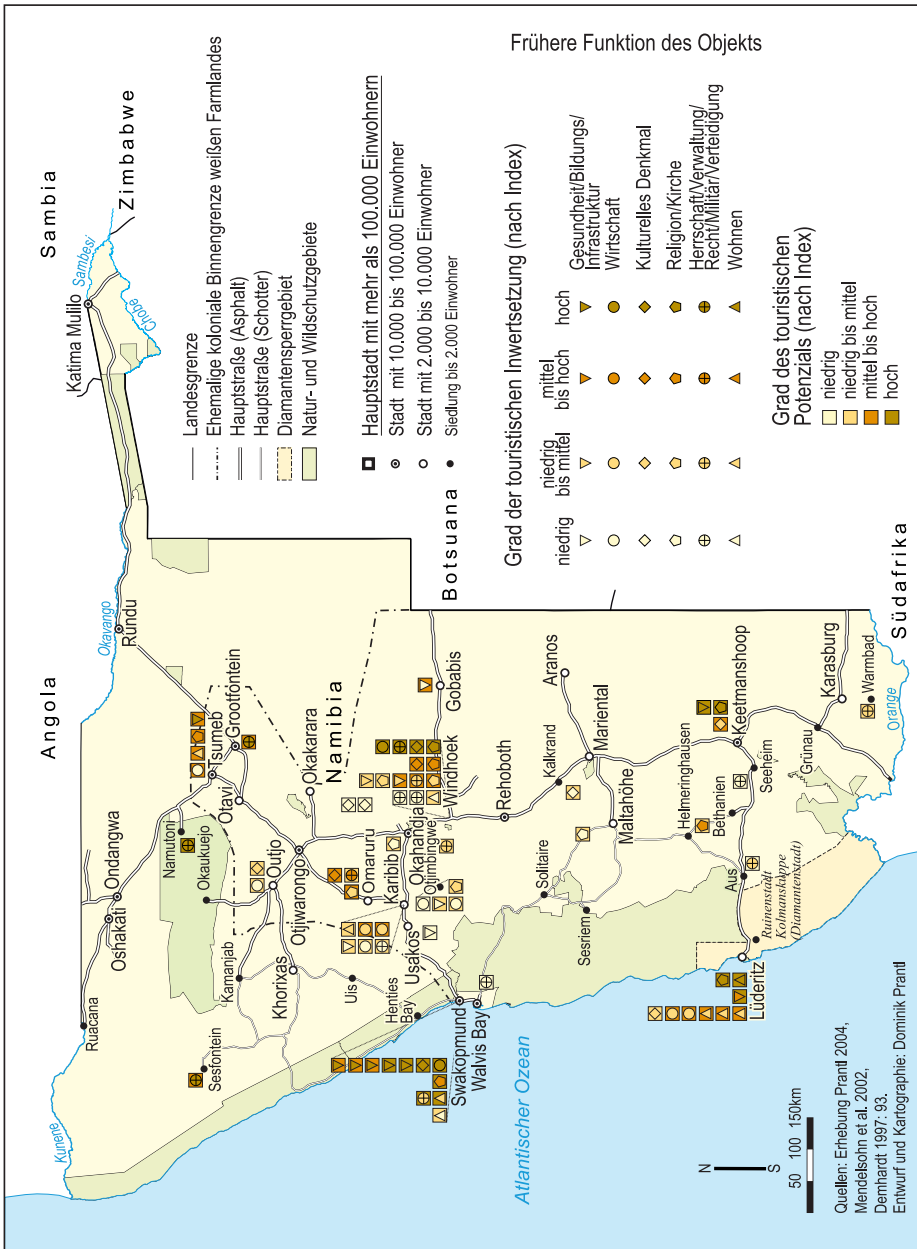 Angola
Sambia
Zimbabwe
Botsuana
Südafrika
Namibia
Atlantischer Ozean
Kunene
Okavango
Sambesi
Chobe
Orange
Ruacana
Oshakati
Ondangwa
Rundu
Katima Mulilo
Namutoni
Okaukuejo
Tsumeb
Grootfontein
Otavi
Sesfontein
Kamanjab
Outjo
Khorixas
Otjiwarongo
Okakarara
Uis
Omaruru
Karibib
Okahandja
Usakos
Otjimbingwe
Windhoek
Gobabis
Henties
Bay
Swakopmund
Walvis Bay
Rehoboth
Kalkrand
Aranos
Solitaire
Sesriem
Mariental
Maltahöhe
Helmeringhausen
Bethanien
Keetmanshoop
Seeheim
Aus
Lüderitz
Ruinenstadt
Kolmanskuppe
(Diamantenstadt)
Grünau
Karasburg
Warmbad
Landesgrenze
Ehemalige koloniale Binnengrenze weißen Farmlandes
Hauptstraße (Asphalt)
Hauptstraße (Schotter)
Diamantensperrgebiet
Natur- und Wildschutzgebiete
Hauptstadt mit mehr als 100.000 Einwohnern
Stadt mit 10.000 bis 100.000 Einwohner
Stadt mit 2.000 bis 10.000 Einwohner
Siedlung bis 2.000 Einwohner
Frühere Funktion des Objekts
Grad der touristischen Inwertsetzung (nach Index)
niedrig
niedrig
bis mittel
mittel
bis hoch
hoch
Gesundheit/Bildungs/
Infrastruktur
Wirtschaft
Kulturelles Denkmal
Religion/Kirche
Herrschaft/Verwaltung/
Recht/Militär/Verteidigung
Wohnen
Grad des touristischen
Potenzials (nach Index)
niedrig
niedrig bis mittel
mittel bis hoch
hoch
N
S
50 100 150km
Quellen: Erhebung Prantl 2004,
Mendelsohn et al. 2002,
Demhardt 1997: 93.
Entwurf und Kartographie: Dominik Prantl